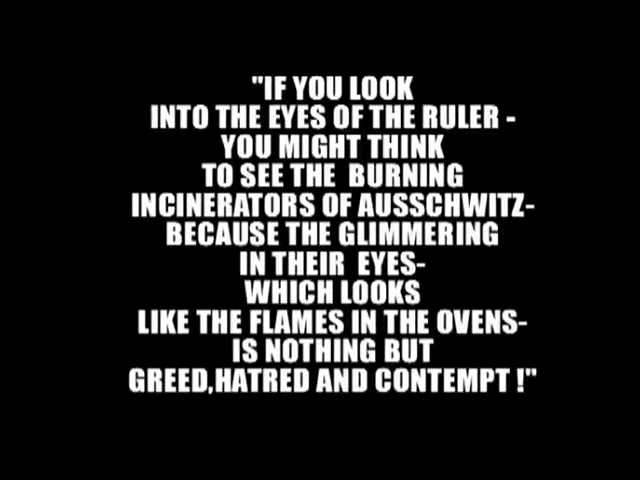 "IF YOU LOOK
INTO THE EYES OF THE RULER -
YOU MIGHT THINK
TO SEE THE BURNING
INCINERATORS OF AUSSCHWITZ-
BECAUSE THE GLIMMERING
IN THEIR EYES-
WHICH LOOKS
LIKE THE FLAMES IN THE OVENS-
IS NOTHING BUT
GREED,HATRED AND CONTEMPT !"